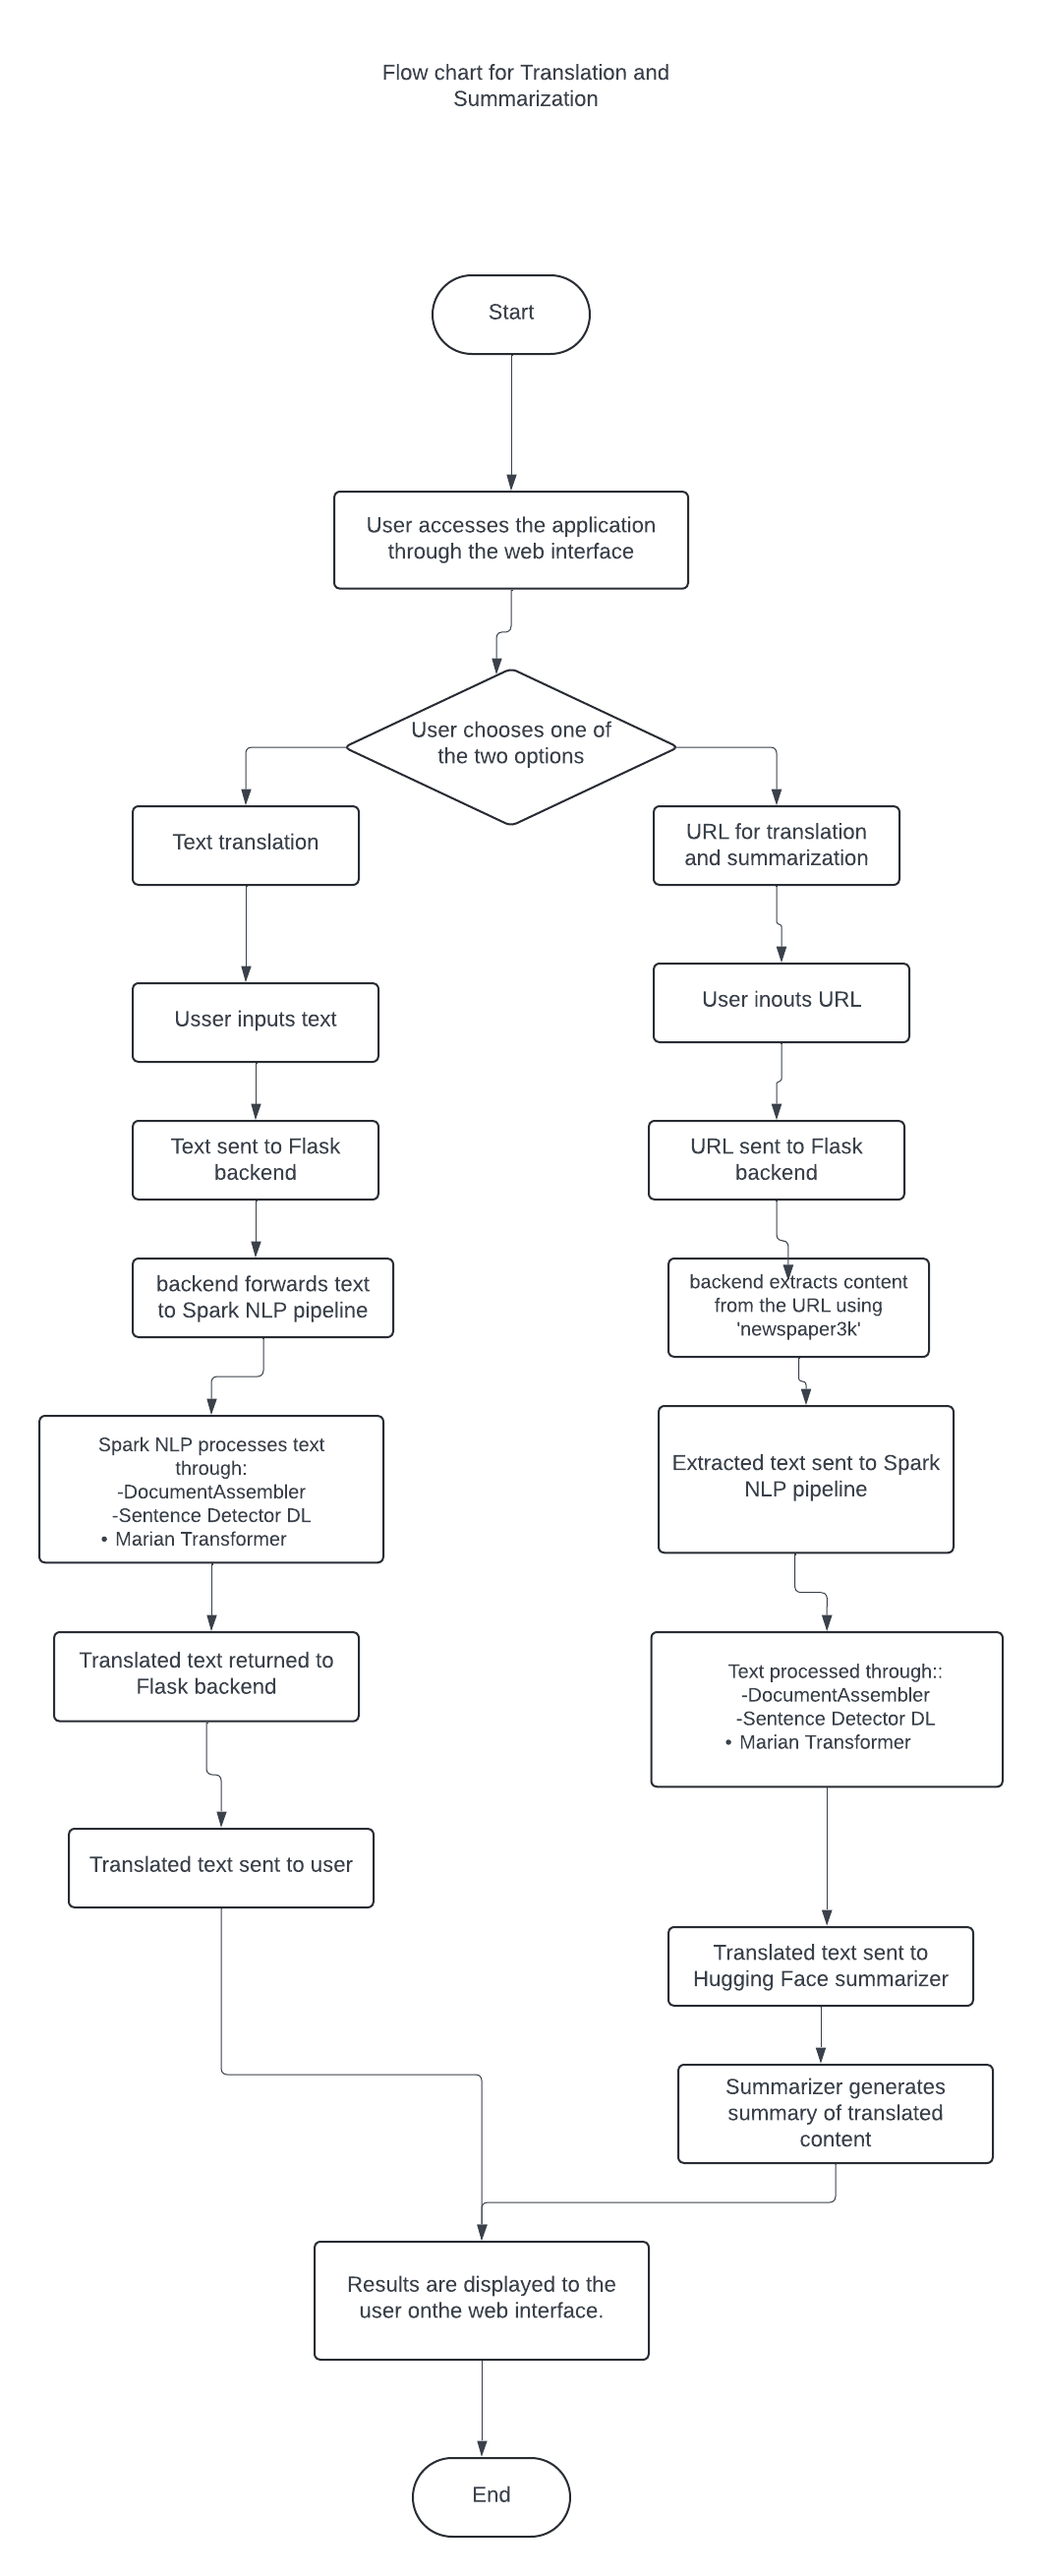 Flow chart for Translation and
Summarization
Start
User accesses the application
through the web interface
User chooses one of
the two options
Text translation
URL for translation
and summarization
Usser inputs text
User inouts URL
Text sent to Flask
backend
URL sent to Flask
backend
backend forwards text
to Spark NLP pipeline
backend extracts content
from the URL using
'newspaper3k'
Spark NLP processes text
through:
-DocumentAssembler
-Sentence Detector DL
• Marian Transformer
Extracted text sent to Spark
NLP pipeline
Translated text returned to
Flask backend
Text processed through::
-DocumentAssembler
-Sentence Detector DL
• Marian Transformer
Translated text sent to user
Translated text sent to
Hugging Face summarizer
Summarizer generates
summary of translated
content
Results are displayed to the
user onthe web interface.
End